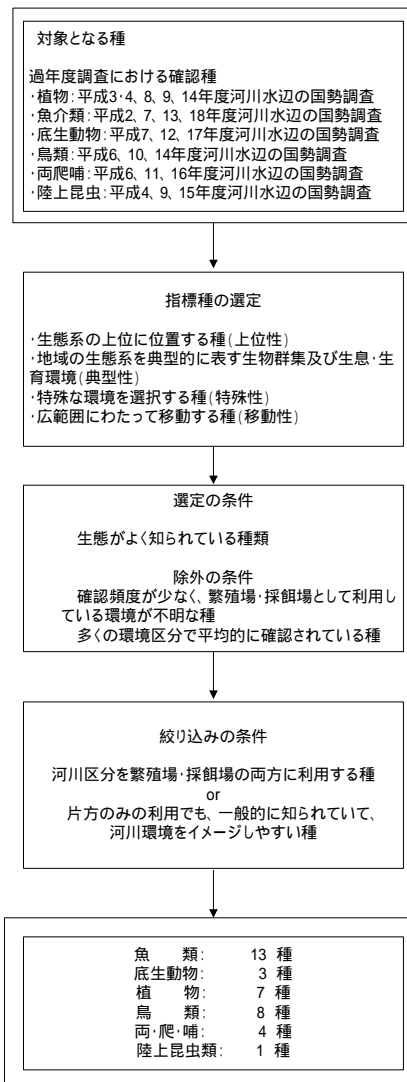 対象となる種
過年度調査における確認種
・植物:平成3・4、8、9、14年度河川水辺の国勢調査
・魚介類:平成2、7、13、18年度河川水辺の国勢調査
・底生動物:平成7、12、17年度河川水辺の国勢調査
・鳥類:平成6、10、14年度河川水辺の国勢調査
・両爬哺:平成6、11、16年度河川水辺の国勢調査
・陸上昆虫:平成4、9、15年度河川水辺の国勢調査
指標種の選定
・生態系の上位に位置する種(上位性)
・地域の生態系を典型的に表す生物群集及び生息・生
育環境(典型性)
・特殊な環境を選択する種(特殊性)
・広範囲にわたって移動する種(移動性)
選定の条件
生態がよく知られている種類
除外の条件
確認頻度が少なく、繁殖場・採餌場として利用し
ている環境が不明な種
多くの環境区分で平均的に確認されている種
絞り込みの条件
河川区分を繁殖場・採餌場の両方に利用する種
or
片方のみの利用でも、一般的に知られていて、
河川環境をイメージしやすい種
魚 類: 13 種
底生動物: 3 種
植 物: 7 種
鳥 類: 8 種
両・爬・哺: 4 種
陸上昆虫類: 1 種